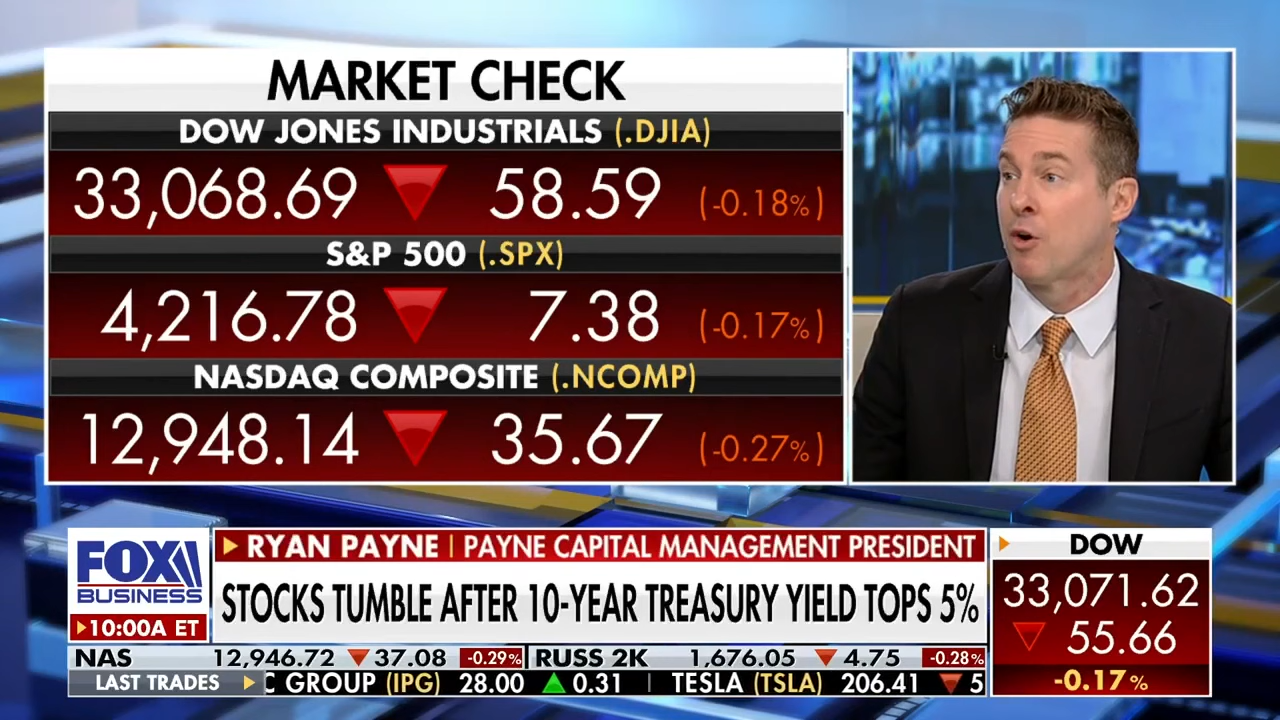 MARKET CHECK
DOW JONES INDUSTRIALS (.DJIA)
33,068.69 58.59 (-0.18%)
S&P 500 (.SPX)
4,216.78 7.38 (-0.17%)
NASDAQ COMPOSITE (.NCOMP)
12,948.14 35.67 (-0.27%)
FOX
BUSINESS
10:00A ET
RYAN PAYNE | PAYNE CAPITAL MANAGEMENT PRESIDENT
STOCKS TUMBLE AFTER 10-YEAR TREASURY YIELD TOPS 5%
DOW
33,071.62
55.66
-0.17%
NAS 12,946.72 37.08 -0.29% RUSS 2K 1,676.05 4.75 -0.28%
LAST TRADES C GROUP (IPG) 28.00 0.31 | TESLA (TSLA) 206.41 5